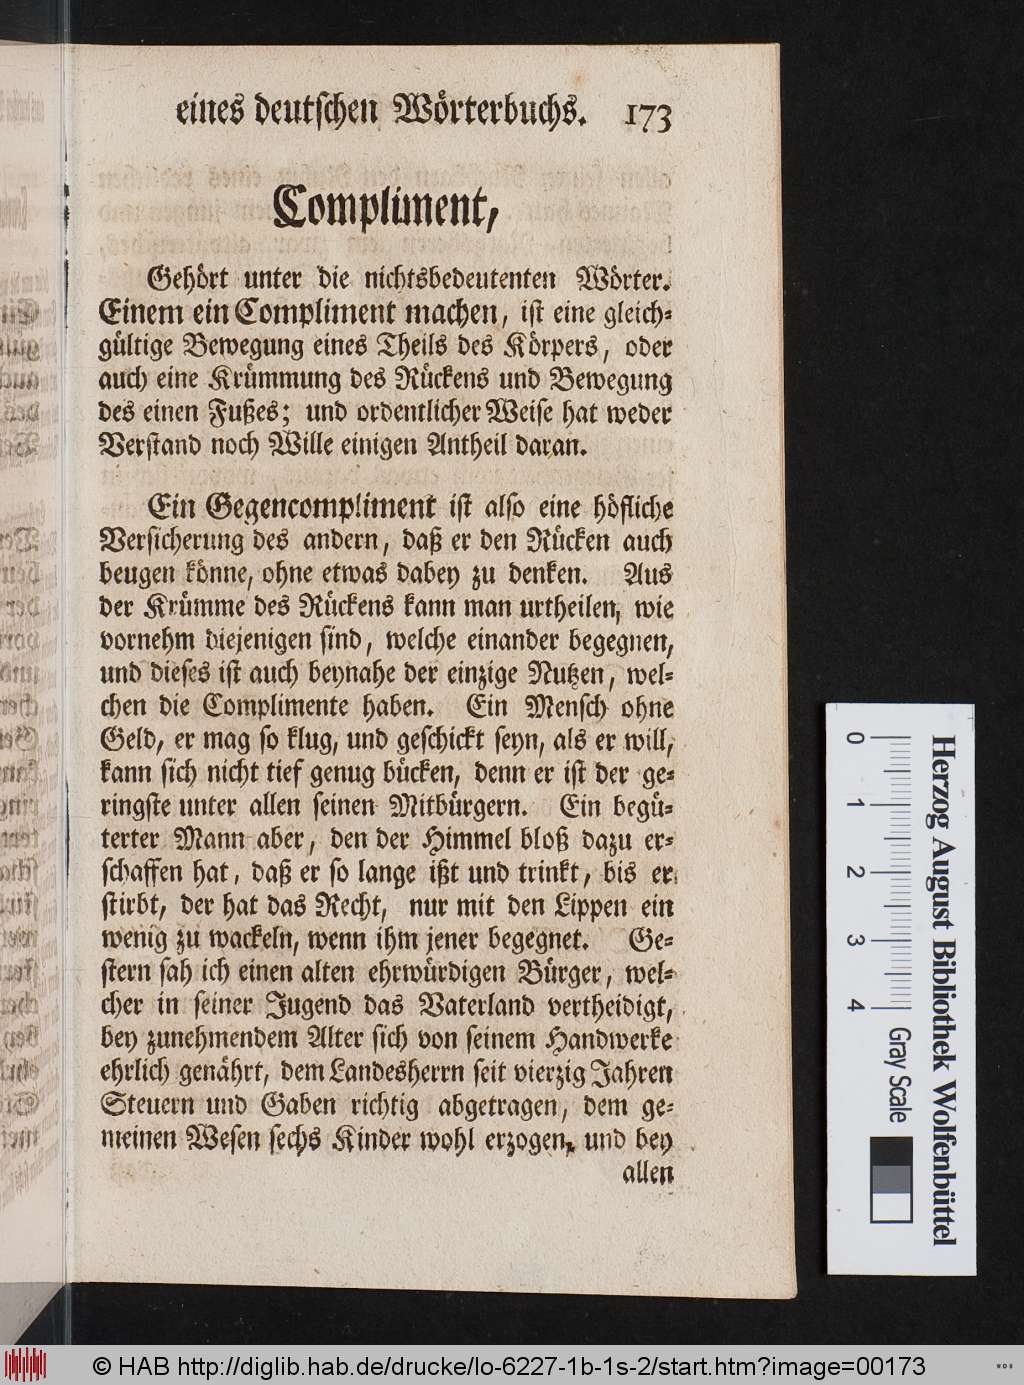 eines deutschen Wörterbuchs. 173
Compliment,
Gehört unter die nichtsbedeutenten Wörter.
Einem ein Compliment machen, ist eine gleich-
gültige Bewegung eines Theils des Körpers, oder
auch eine Krümmung des Rückens und Bewegung
des einen Fußes; und ordentlicher Weise hat weder
Verstand noch Wille einigen Antheil daran.
Ein Gegencompliment ist also eine höfliche
Versicherung des andern, daß er den Rücken auch
beugen könne, ohne etwas dabey zu denken. Aus
der Krümme des Rückens kann man urtheilen, wie
vornehm diejenigen sind, welche einander begegnen,
und dieses ist auch beynahe der einzige Nutzen, wel-
chen die Complimente haben. Ein Mensch ohne
Geld, er mag so klug, und geschickt seyn, als er will,
kann sich nicht tief genug bücken, denn er ist der ge-
ringste unter allen seinen Mitbürgern. Ein begü-
terter Mann aber, den der Himmel bloß dazu er-
schaffen hat, daß er so lange ißt und trinkt, bis er
stirbt, der hat das Recht, nur mit den Lippen ein
wenig zu wackeln, wenn ihm jener begegnet. Ge-
stern sah ich einen alten ehrwürdigen Bürger, wel-
cher in seiner Jugend das Vaterland vertheidigt,
bey zunehmendem Alter sich von seinem Handwerke
ehrlich genährt, dem Landesherrn seit vierzig Jahren
Steuern und Gaben richtig abgetragen, dem ge-
meinen Wesen sechs Kinder wohl erzogen, und bey
allen
Herzog August Bibliothek Wolfenbüttel
0 1 2 3 4 Gray Scale
© HAB http://diglib.hab.de/drucke/lo-6227-1b-1s-2/start.htm?image=00173